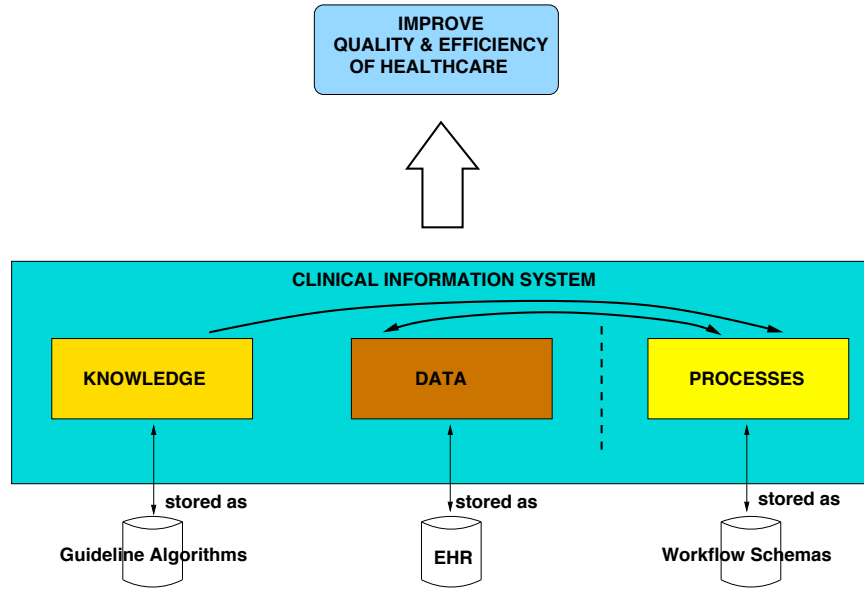 IMPROVE
QUALITY & EFFICIENCY
OF HEALTHCARE
CLINICAL INFORMATION SYSTEM
KNOWLEDGE
DATA
PROCESSES
stored as
stored as
stored as
Guideline Algorithms
EHR
Workflow Schemas